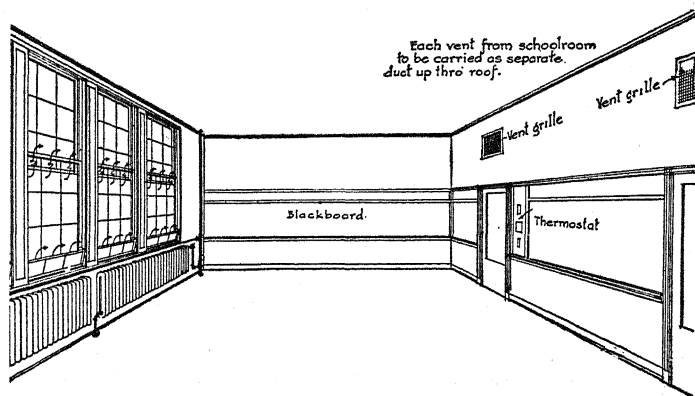 Each vent from schoolroom
to be carried as separate.
duct up thro' roof.
Vent grille
Vent grille
Blackboard.
Thermostat